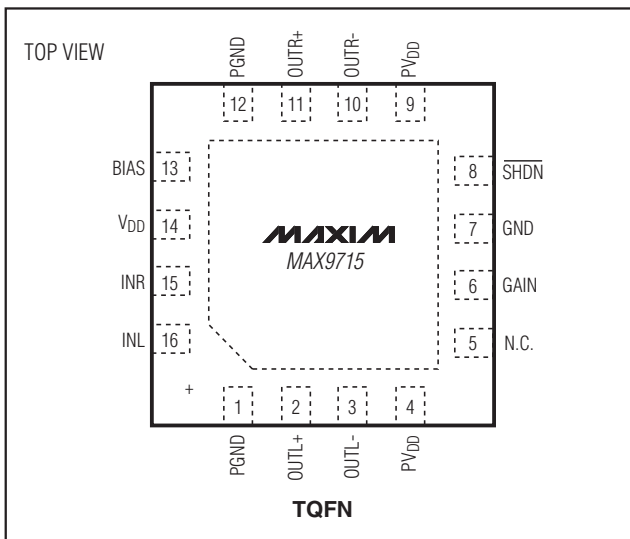 TOP VIEW
PGND OUTR+ OUTR- PVDD
12 11 10 9
BIAS 13
8 SHDN
VDD 14
7 GND
MAXIM
MAX9715
INR 15
6 GAIN
INL 16
5 N.C.
+
1 2 3 4
PGND OUTL+ OUTL- PVDD
TQFN